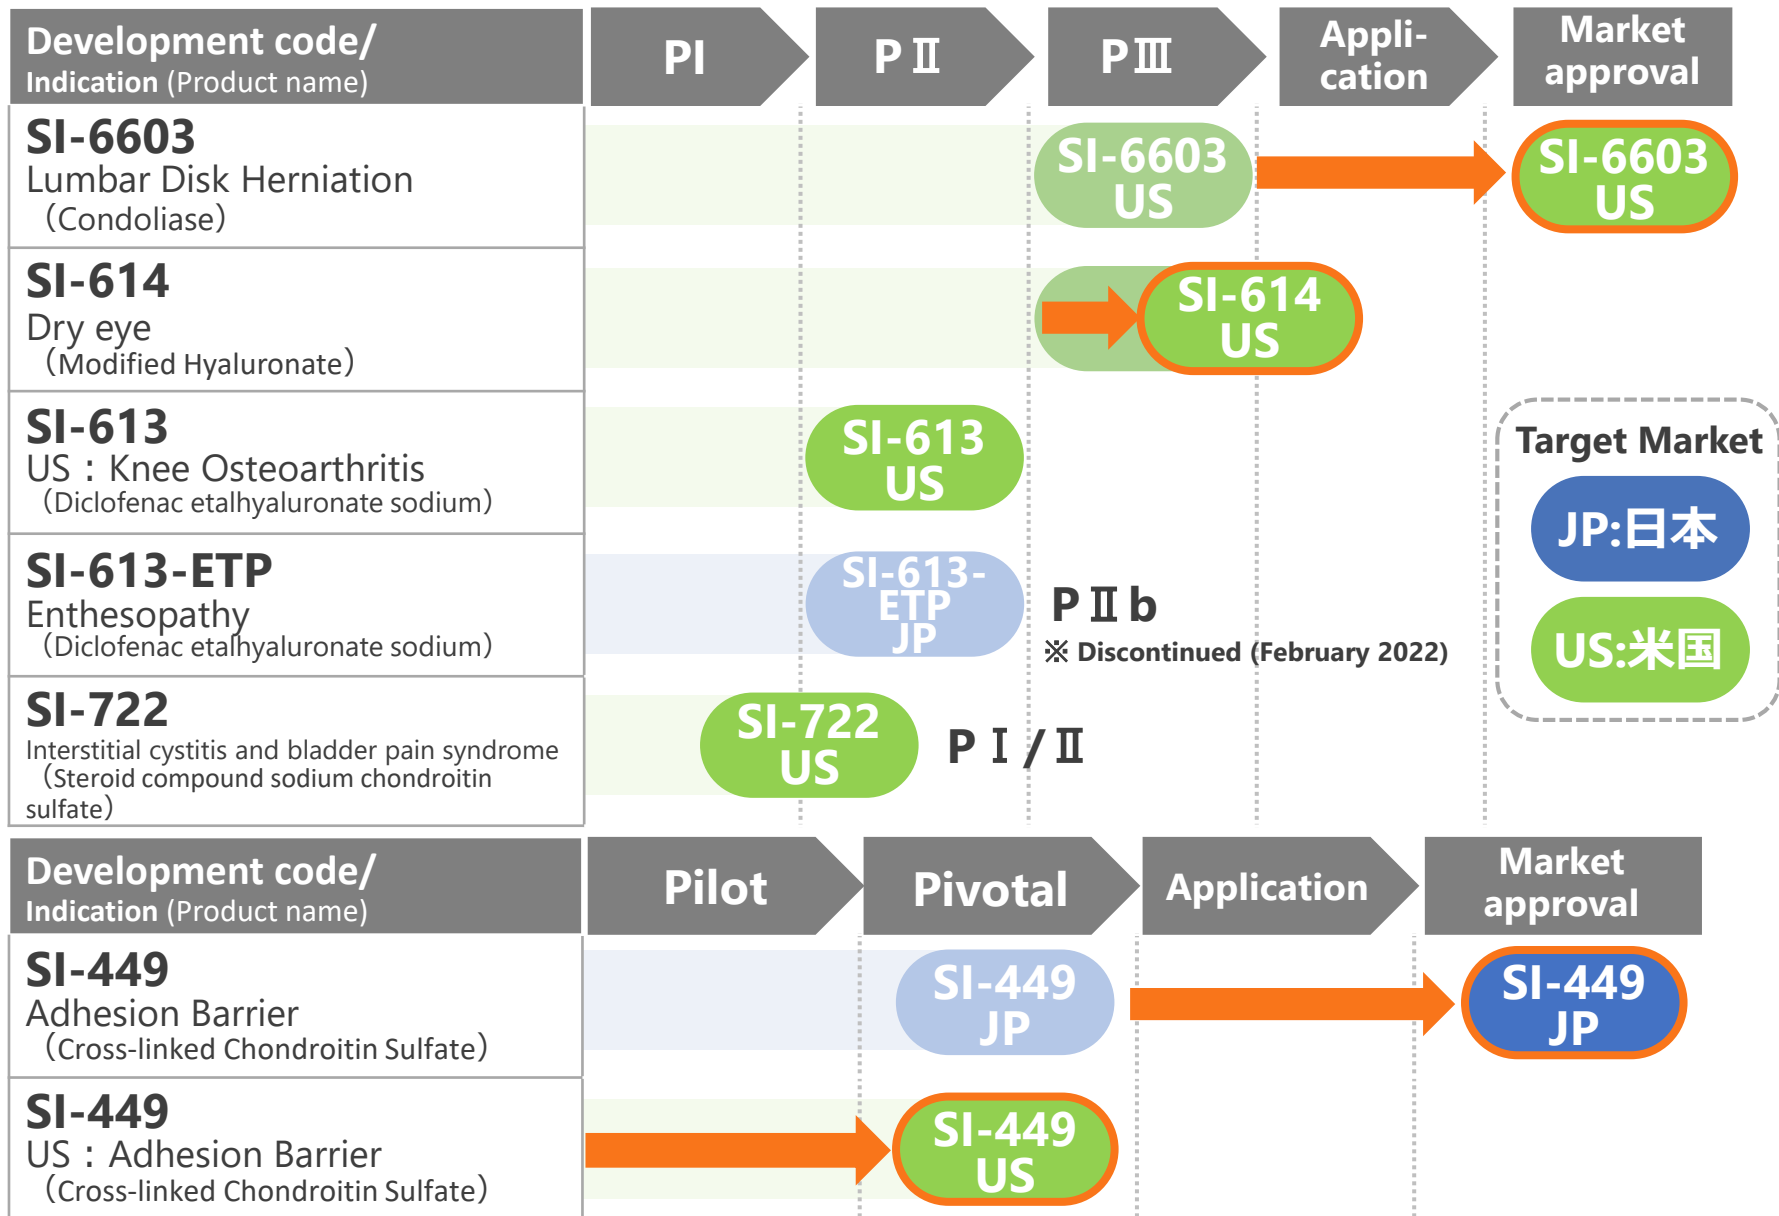 Development code/
Indication (Product name)
PI
PⅡ
PⅢ
Appli-
cation
Market
approval
SI-6603
Lumbar Disk Herniation
（Condoliase）
SI-6603
US
SI-6603
US
SI-614
Dry eye
（Modified Hyaluronate）
SI-614
US
SI-613
US：Knee Osteoarthritis
（Diclofenac etalhyaluronate sodium）
SI-613
US
SI-613-ETP
Enthesopathy
（Diclofenac etalhyaluronate sodium）
SI-613-
ETP
JP
PⅡb
※ Discontinued (February 2022)
SI-722
Interstitial cystitis and bladder pain syndrome
（Steroid compound sodium chondroitin
sulfate）
SI-722
US
PⅠ/Ⅱ
Target Market
JP:日本
US:米国
Development code/
Indication (Product name)
Pilot
Pivotal
Application
Market
approval
SI-449
Adhesion Barrier
（Cross-linked Chondroitin Sulfate）
SI-449
JP
SI-449
JP
SI-449
US：Adhesion Barrier
（Cross-linked Chondroitin Sulfate）
SI-449
US